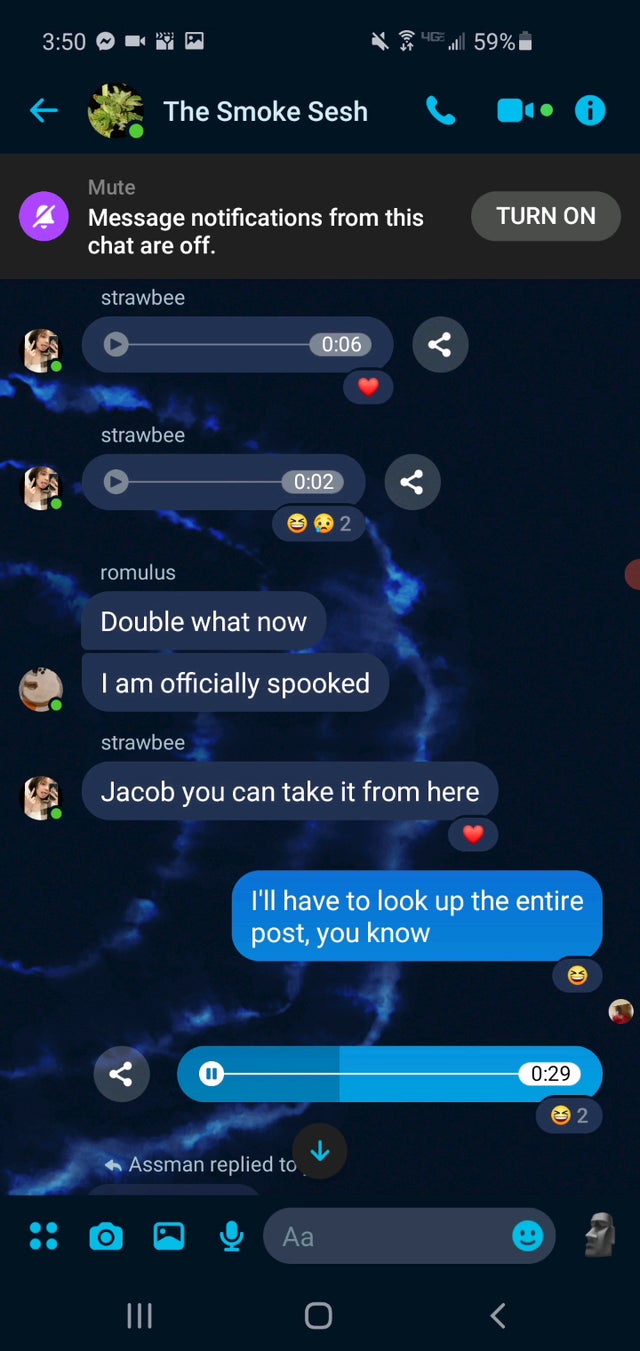 3:50
4GE
59%
The Smoke Sesh
Mute
Message notifications from this
chat are off.
TURN ON
strawbee
0:06
strawbee
0:02
2
romulus
Double what now
I am officially spooked
strawbee
Jacob you can take it from here
I'll have to look up the entire
post, you know
0:29
2
Assman replied to
Aa